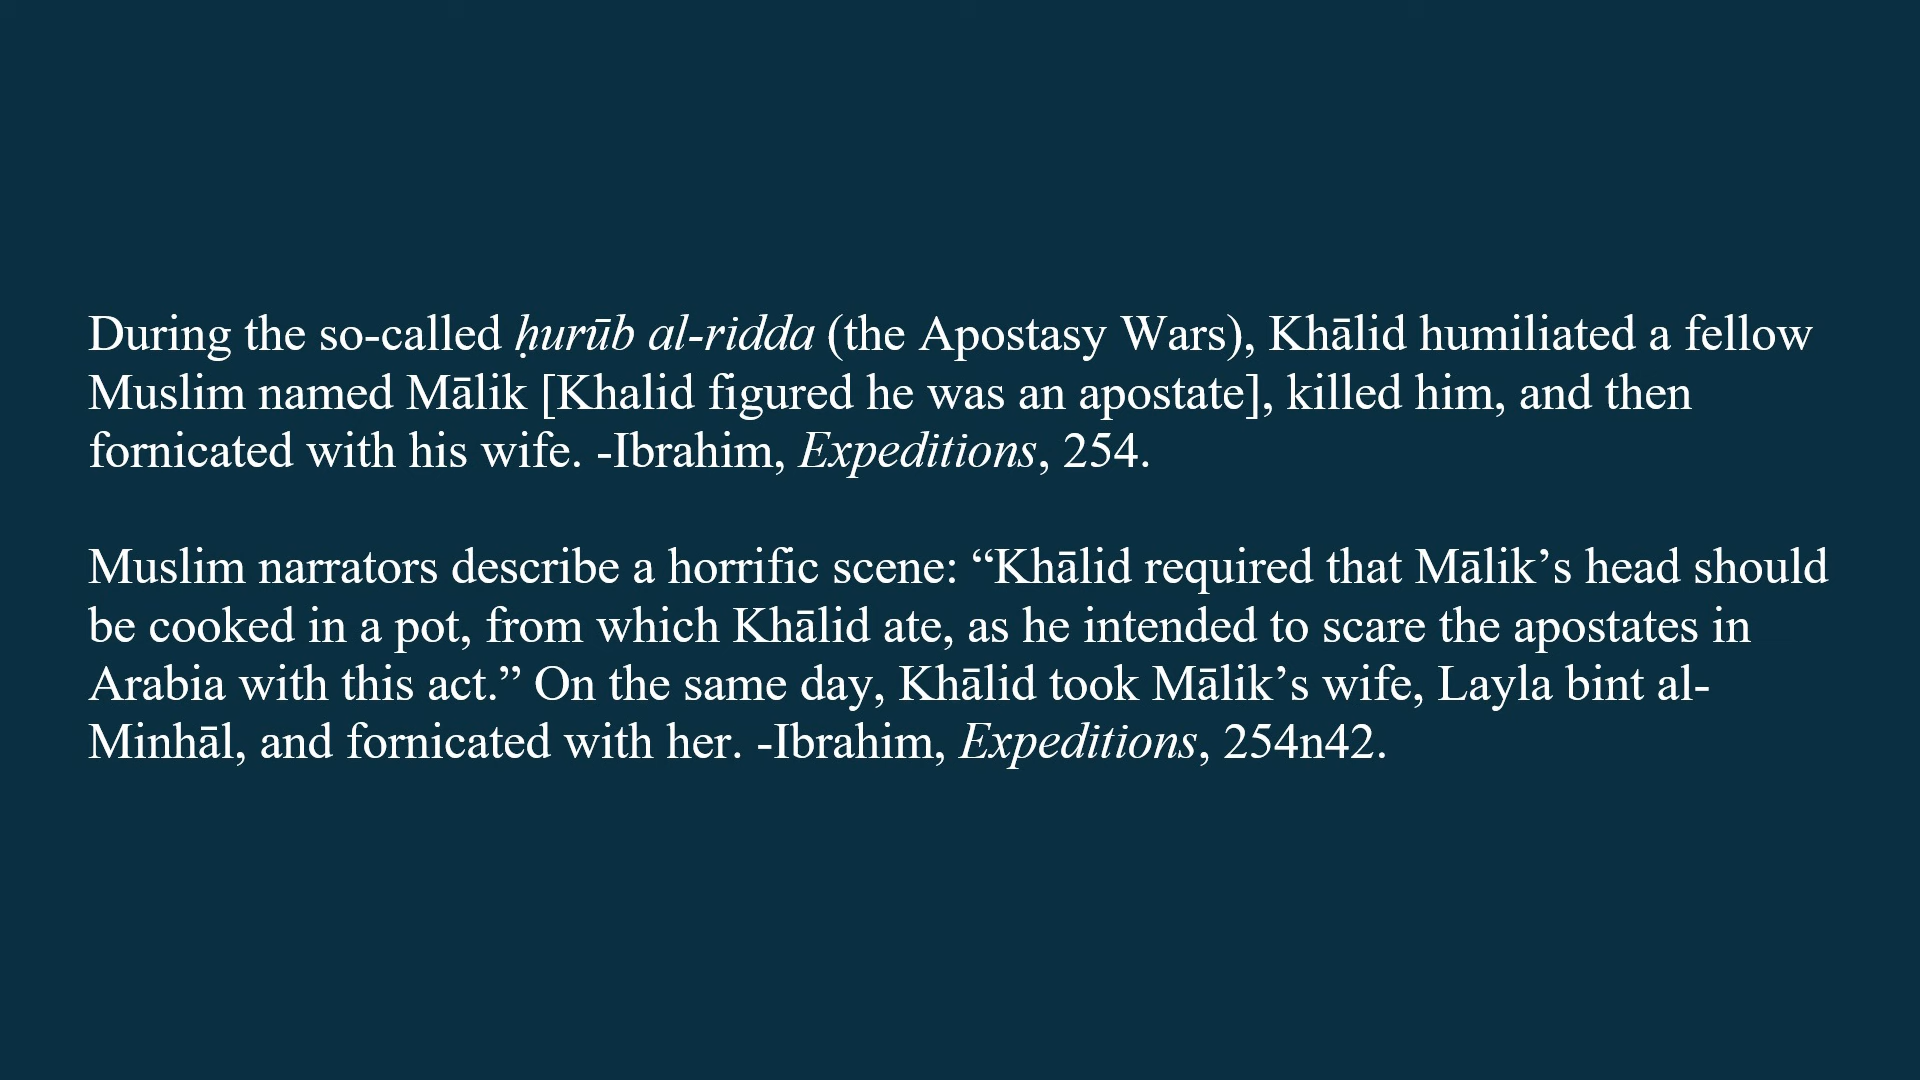 During the so-called ḥurūb al-ridda (the Apostasy Wars), Khālid humiliated a fellow
Muslim named Mālik [Khalid figured he was an apostate], killed him, and then
fornicated with his wife. -Ibrahim, Expeditions, 254.
Muslim narrators describe a horrific scene: “Khālid required that Mālik’s head should
be cooked in a pot, from which Khālid ate, as he intended to scare the apostates in
Arabia with this act.” On the same day, Khālid took Mālik’s wife, Layla bint al-
Minhāl, and fornicated with her. -Ibrahim, Expeditions, 254n42.